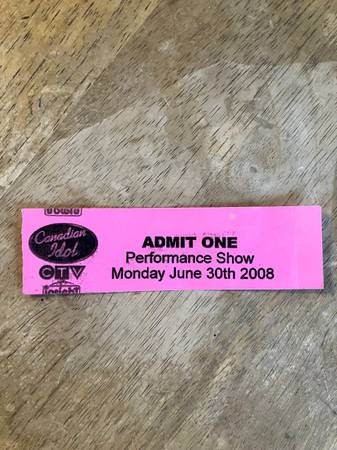 Canadian
Idol
CTV
ADMIT ONE
Performance Show
Monday June 30th 2008